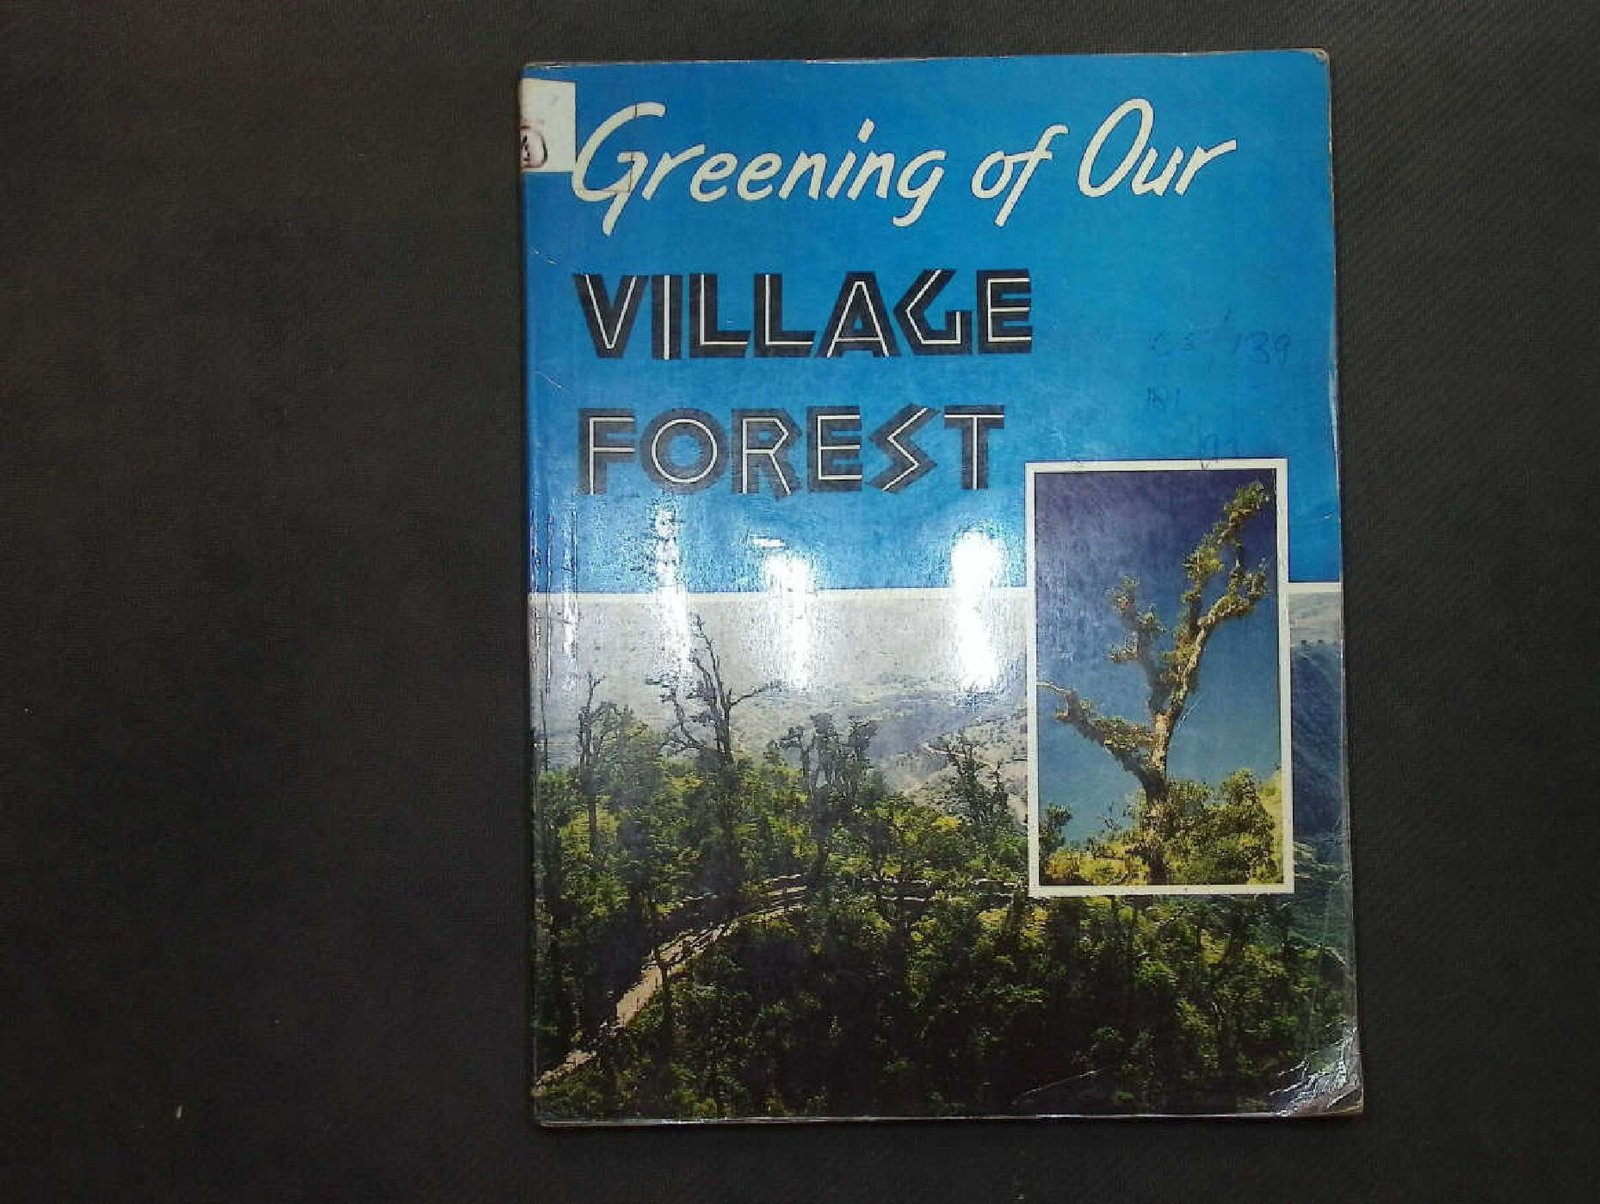 Greening of Our
VILLAGE
FOREST